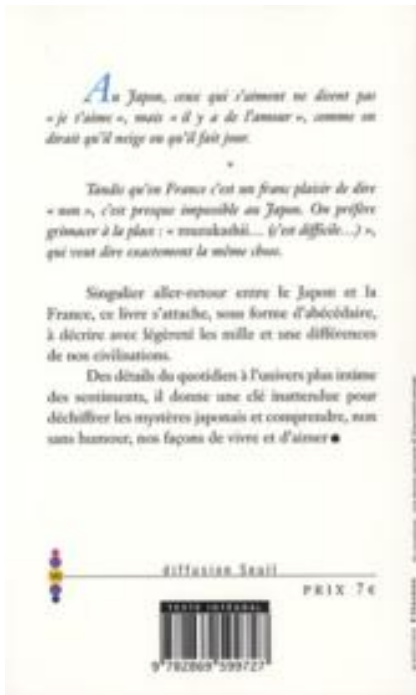 Au Japon, ceux qui s'aiment ne disent pas
« je t'aime », mais « il y a de l'amour », comme on
dirait qu'il neige ou qu'il fait jour.
*
Tandis qu'en France c'est un franc plaisir de dire
« non », c'est presque impossible au Japon. On préfère
grimacer à la place : « muzukashii... (c'est difficile...) »,
qui veut dire exactement la même chose.
Singulier aller-retour entre le Japon et la
France, ce livre s'attache, sous forme d'abécédaire,
à décrire avec légèreté les mille et une différences
de nos civilisations.
Des détails du quotidien à l'univers plus intime
des sentiments, il donne une clé inattendue pour
déchiffrer les mystères japonais et comprendre, non
sans humour, nos façons de vivre et d'aimer
diffusion Seuil
PRIX 7 €
TEXTE INTÉGRAL
9 782869 599727